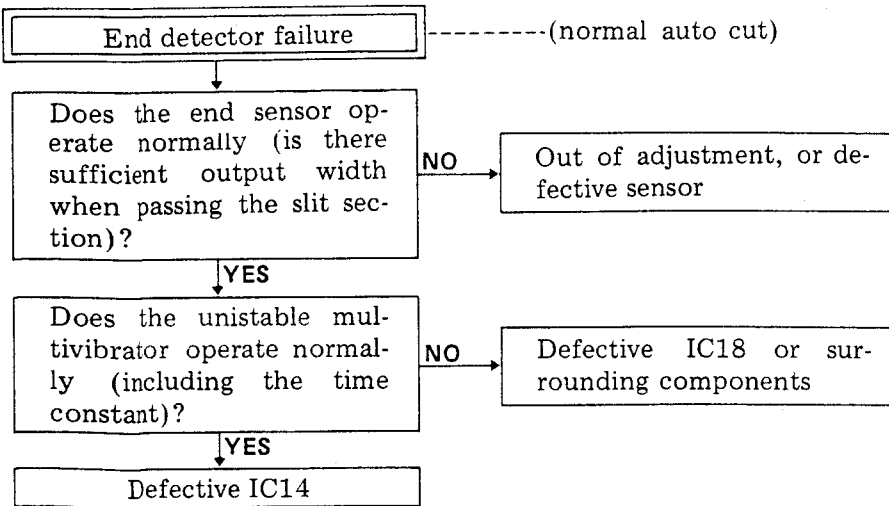 End detector failure
(normal auto cut)
Does the end sensor op-
erate normally (is there
sufficient output width
when passing the slit sec-
tion)?
NO
Out of adjustment, or de-
fective sensor
YES
Does the unistable mul-
tivibrator operate normal-
ly (including the time
constant)?
NO
Defective IC18 or sur-
rounding components
YES
Defective IC14